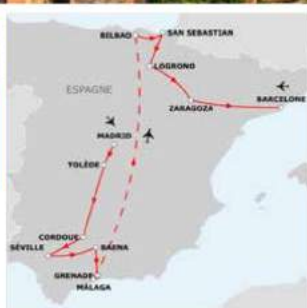 BILBAO
SAN SEBASTIAN
LOGRONO
ESPAGNE
ZARAGOZA
BARCELONE
MADRID
TOLÈDE
CORDOUE
SÉVILLE
BAENA
GRENADE
MÁLAGA